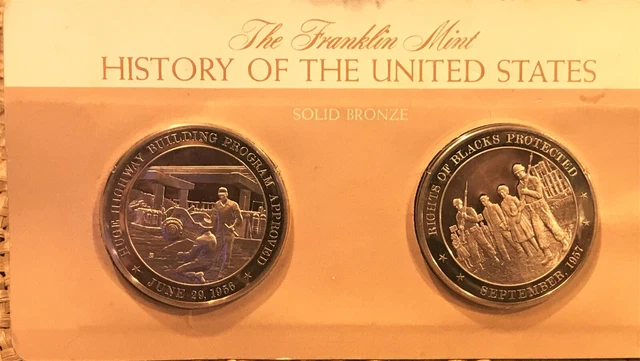 The Franklin Mint
HISTORY OF THE UNITED STATES
SOLID BRONZE
HUGE HIGHWAY BUILDING PROGRAM APPROVED
JUNE 29, 1956
RIGHTS OF BLACKS PROTECTED
SEPTEMBER, 1957